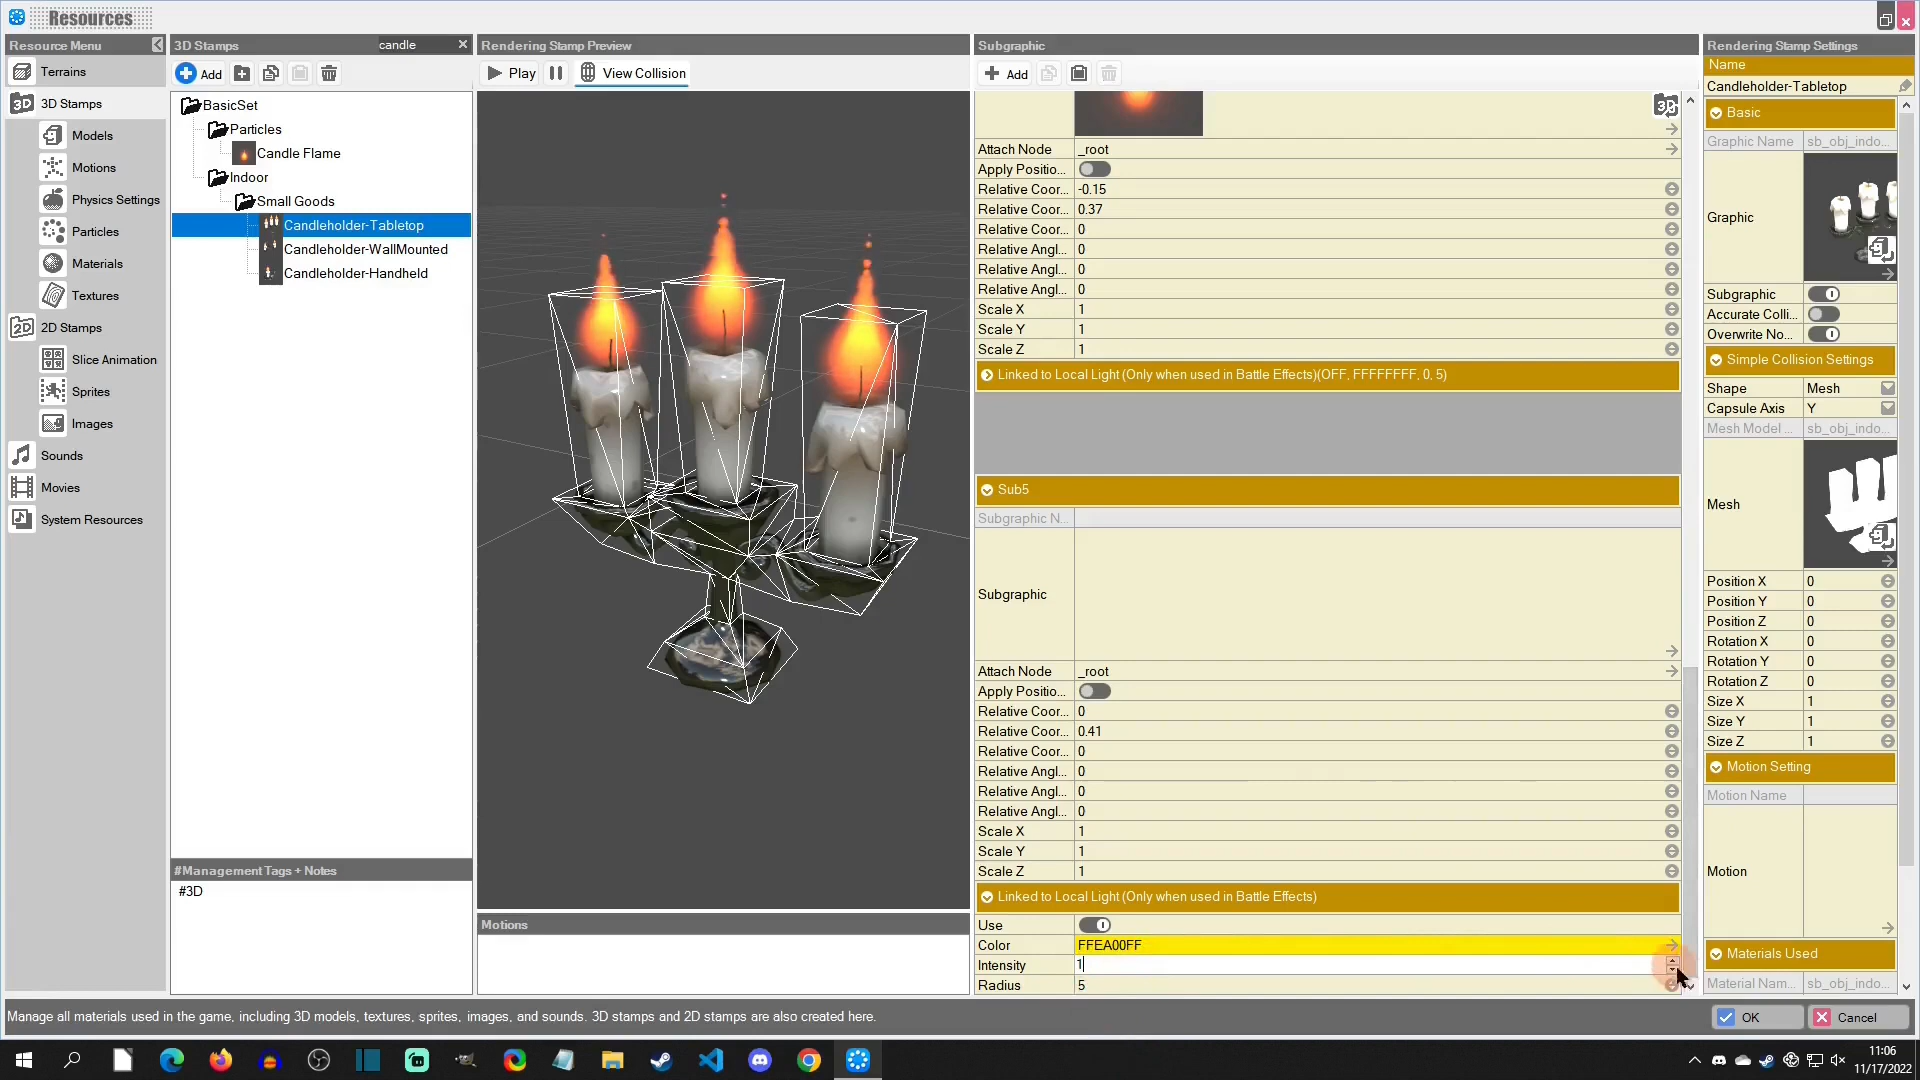 Resources
Resource Menu
Terrains
3D Stamps
Models
Motions
Physics Settings
Particles
Materials
Textures
2D Stamps
Slice Animation
Sprites
Images
Sounds
Movies
System Resources
3D Stamps candle
Add
BasicSet
Particles
Candle Flame
Indoor
Small Goods
Candleholder-Tabletop
Candleholder-WallMounted
Candleholder-Handheld
#Management Tags + Notes
#3D
Rendering Stamp Preview
Play View Collision
Motions
Subgraphic
Add
3D
Attach Node _root
Apply Positio...
Relative Coor... -0.15
Relative Coor... 0.37
Relative Coor... 0
Relative Angl... 0
Relative Angl... 0
Relative Angl... 0
Scale X 1
Scale Y 1
Scale Z 1
Linked to Local Light (Only when used in Battle Effects)(OFF, FFFFFFFF, 0, 5)
Sub5
Subgraphic N...
Subgraphic
Attach Node _root
Apply Positio...
Relative Coor... 0
Relative Coor... 0.41
Relative Coor... 0
Relative Angl... 0
Relative Angl... 0
Relative Angl... 0
Scale X 1
Scale Y 1
Scale Z 1
Linked to Local Light (Only when used in Battle Effects)
Use
Color FFEA00FF
Intensity 1
Radius 5
Rendering Stamp Settings
Name
Candleholder-Tabletop
Basic
Graphic Name sb_obj_indo...
Graphic
Subgraphic
Accurate Colli...
Overwrite No...
Simple Collision Settings
Shape Mesh
Capsule Axis Y
Mesh Model ... sb_obj_indo...
Mesh
Position X 0
Position Y 0
Position Z 0
Rotation X 0
Rotation Y 0
Rotation Z 0
Size X 1
Size Y 1
Size Z 1
Motion Setting
Motion Name
Motion
Materials Used
Material Nam... sb_obj_indo...
Manage all materials used in the game, including 3D models, textures, sprites, images, and sounds. 3D stamps and 2D stamps are also created here.
OK Cancel
11:06
11/17/2022